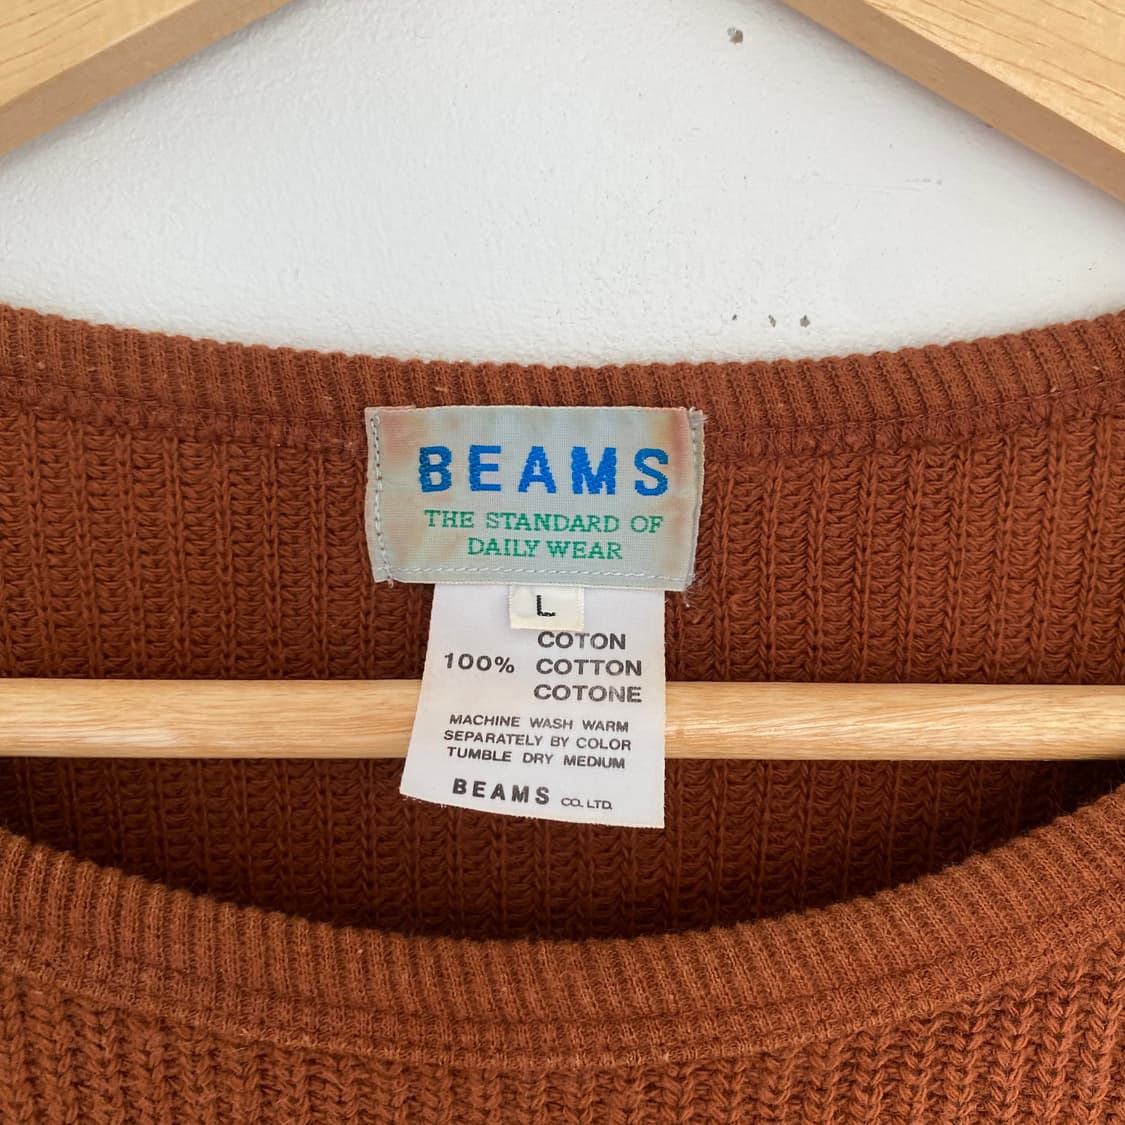 BEAMS
THE STANDARD OF
DAILY WEAR
L
COTON
100% COTTON
COTONE
MACHINE WASH WARM
SEPARATELY BY COLOR
TUMBLE DRY MEDIUM
BEAMS CO. LTD.